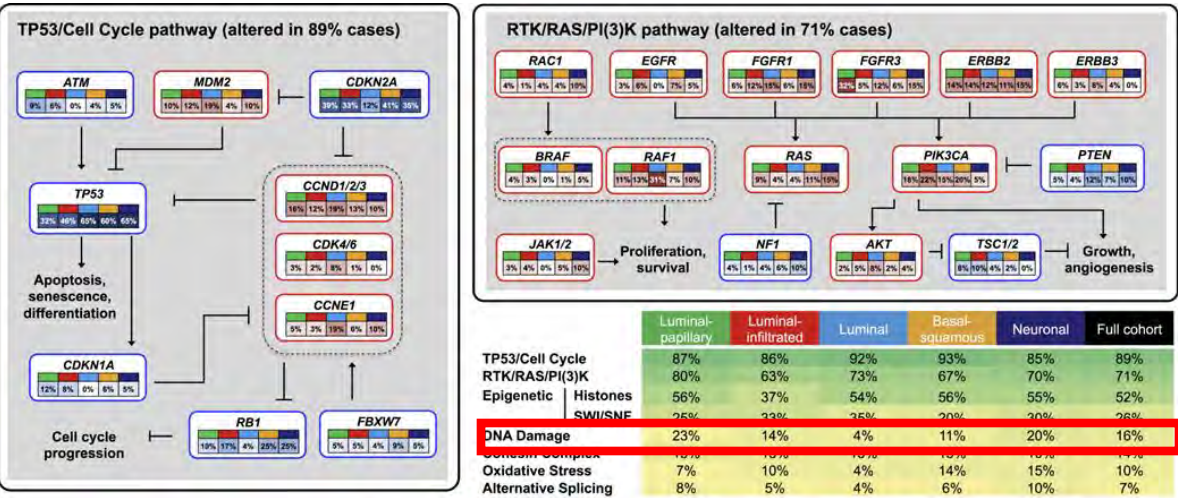 TP53/Cell Cycle pathway (altered in 89% cases)
ATM
9% 6% 0% 4% 5%
MDM2
10% 12% 19% 4% 10%
CDKN2A
39% 33% 12% 41% 35%
TP53
32% 46% 65% 60% 65%
CCND1/2/3
16% 12% 19% 13% 10%
CDK4/6
3% 2% 8% 1% 0%
CCNE1
5% 3% 19% 6% 10%
Apoptosis,
senescence,
differentiation
CDKN1A
12% 8% 0% 6% 5%
RB1
17% 4% 25% 25%
FBXW7
5% 5% 4% 9%
Cell cycle
progression
RTK/RAS/PI(3)K pathway (altered in 71% cases)
RAC1
4% 1% 4% 4% 10%
EGFR
3% 6% 0% 7% 5%
FGFR1
6% 12% 15% 6% 15%
FGFR3
32% 5% 12% 6% 15%
ERBB2
14% 14% 12% 11% 15%
ERBB3
6% 3% 8% 4% 0%
BRAF
4% 3% 0% 1% 5%
RAF1
11% 13% 31% 7% 10%
RAS
9% 4% 4% 11% 15%
PIK3CA
16% 22% 15% 20% 5%
PTEN
5% 4% 12% 7% 10%
JAK1/2
3% 4% 0% 5% 10%
Proliferation,
survival
NF1
4% 1% 4% 6% 10%
AKT
2% 5% 8% 2% 4%
TSC1/2
8% 10% 4% 2% 0%
Growth,
angiogenesis
Luminal-papillary Luminal-infiltrated Luminal Basal-squamous Neuronal Full cohort
TP53/Cell Cycle 87% 86% 92% 93% 85% 89%
RTK/RAS/PI(3)K 80% 63% 73% 67% 70% 71%
Epigenetic Histones 56% 37% 54% 56% 55% 52%
SWI/SNF 25% 33% 35% 20% 30% 26%
DNA Damage 23% 14% 4% 11% 20% 16%
Cohesin Complex
Oxidative Stress 7% 10% 4% 14% 15% 10%
Alternative Splicing 8% 5% 4% 6% 10% 7%